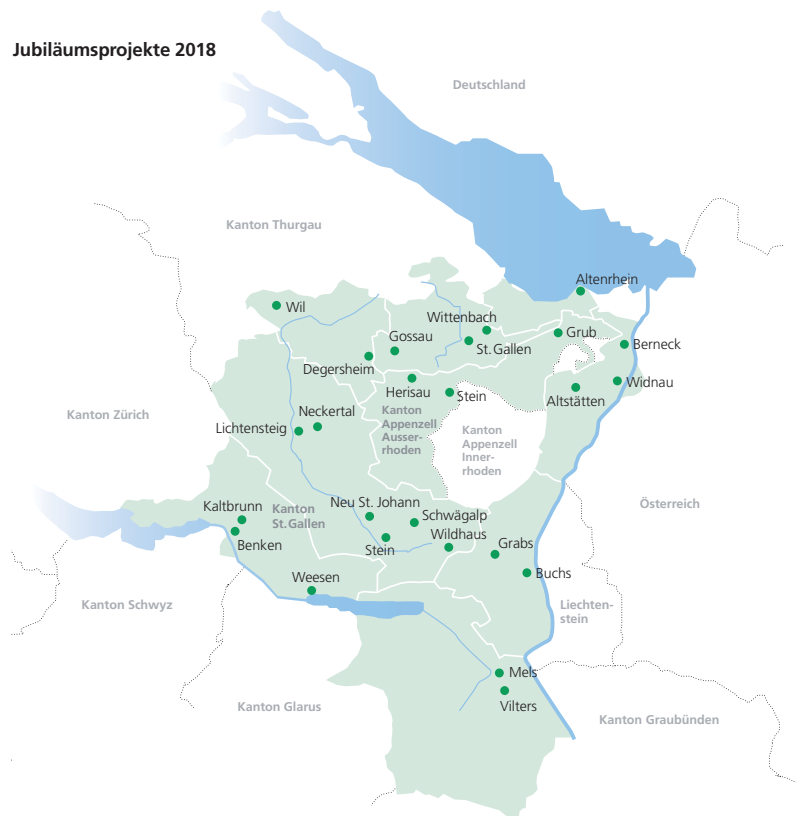 Jubiläumsprojekte 2018
Deutschland
Kanton Thurgau
Altenrhein
Wil
Wittenbach
Gossau
Grub
St. Gallen
Berneck
Degersheim
Herisau
Stein
Widnau
Altstätten
Kanton Zürich
Neckertal
Lichtensteig
Kanton
Appenzell
Ausser-
rhoden
Kanton
Appenzell
Inner-
rhoden
Österreich
Kaltbrunn
Kanton
St. Gallen
Neu St. Johann
Schwägalp
Benken
Stein
Wildhaus
Grabs
Weesen
Buchs
Kanton Schwyz
Liechten-
stein
Mels
Kanton Glarus
Vilters
Kanton Graubünden